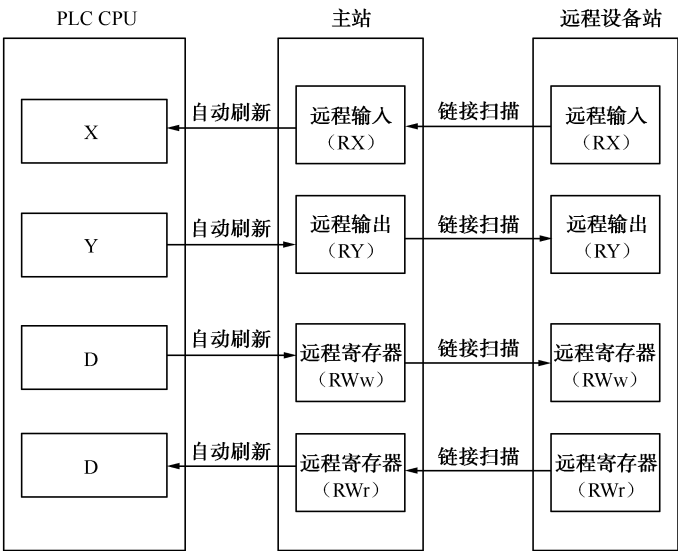 PLC CPU
主站
远程设备站
X
自动刷新
远程输入
（RX）
链接扫描
远程输入
（RX）
Y
自动刷新
远程输出
（RY）
链接扫描
远程输出
（RY）
D
自动刷新
远程寄存器
（RWw）
链接扫描
远程寄存器
（RWw）
D
自动刷新
远程寄存器
（RWr）
链接扫描
远程寄存器
（RWr）